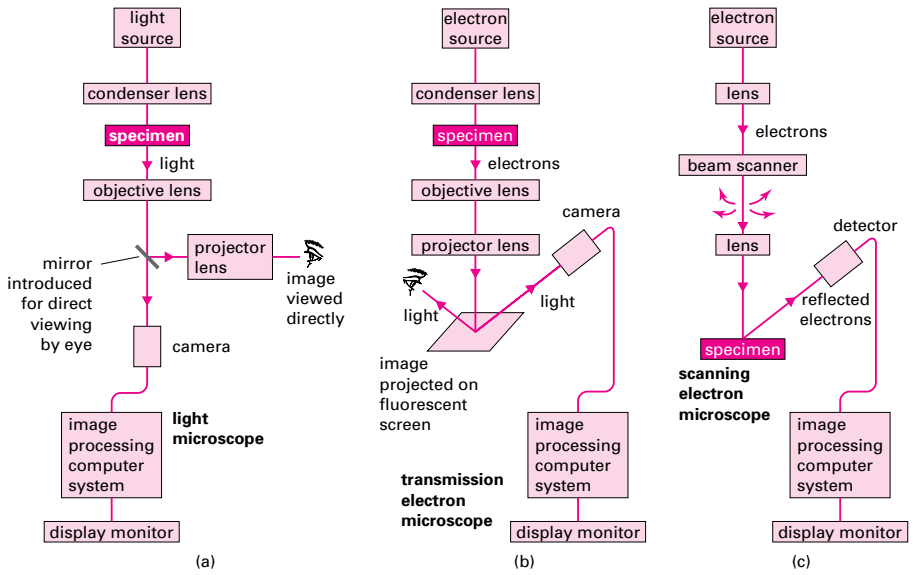 light
source
condenser lens
specimen
light
objective lens
mirror
introduced
for direct
viewing
by eye
projector
lens
image
viewed
directly
camera
light
microscope
image
processing
computer
system
display monitor
(a)
electron
source
condenser lens
specimen
electrons
objective lens
projector lens
camera
light
light
image
projected on
fluorescent
screen
transmission
electron
microscope
image
processing
computer
system
display monitor
(b)
electron
source
lens
electrons
beam scanner
lens
detector
reflected
electrons
specimen
scanning
electron
microscope
image
processing
computer
system
display monitor
(c)